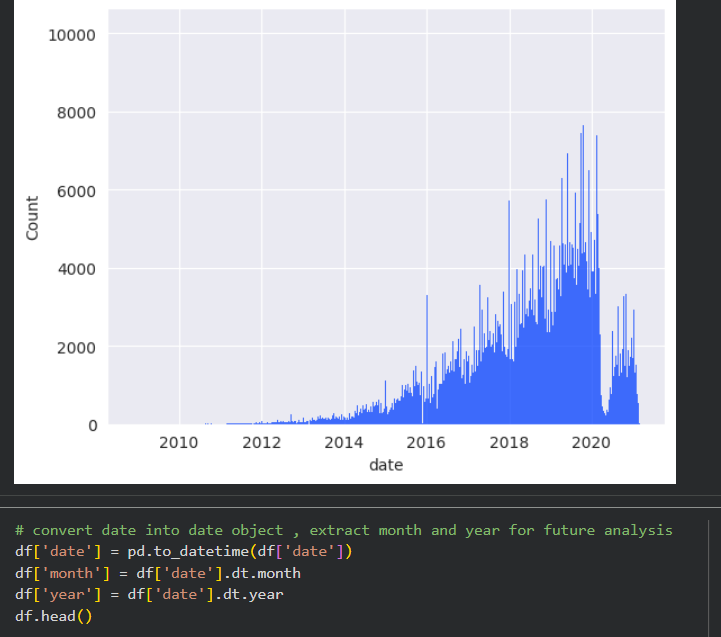 10000
8000
6000
4000
2000
0
Count
2010 2012 2014 2016 2018 2020
date
# convert date into date object , extract month and year for future analysis
df['date'] = pd.to_datetime(df['date'])
df['month'] = df['date'].dt.month
df['year'] = df['date'].dt.year
df.head()